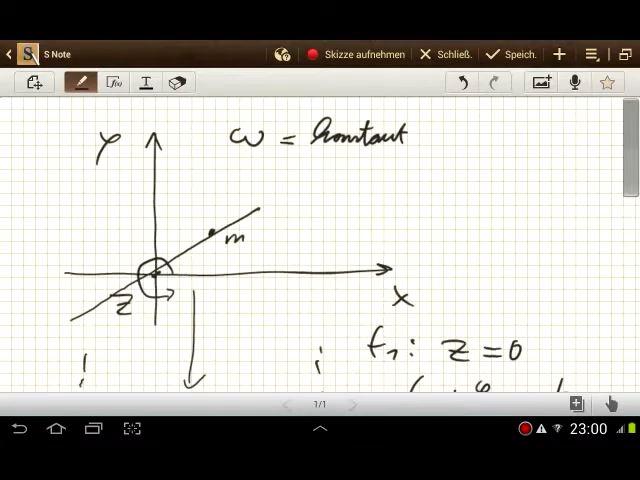 S Note
Skizze aufnehmen
Schließ.
Speich.
f(x)
T
y
ω = konstant
m
z
x
f₁: z = 0
1/1
23:00